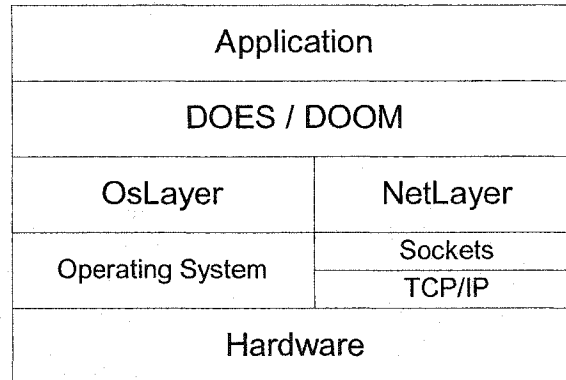 Application
DOES / DOOM
OsLayer NetLayer
Operating System Sockets
TCP/IP
Hardware